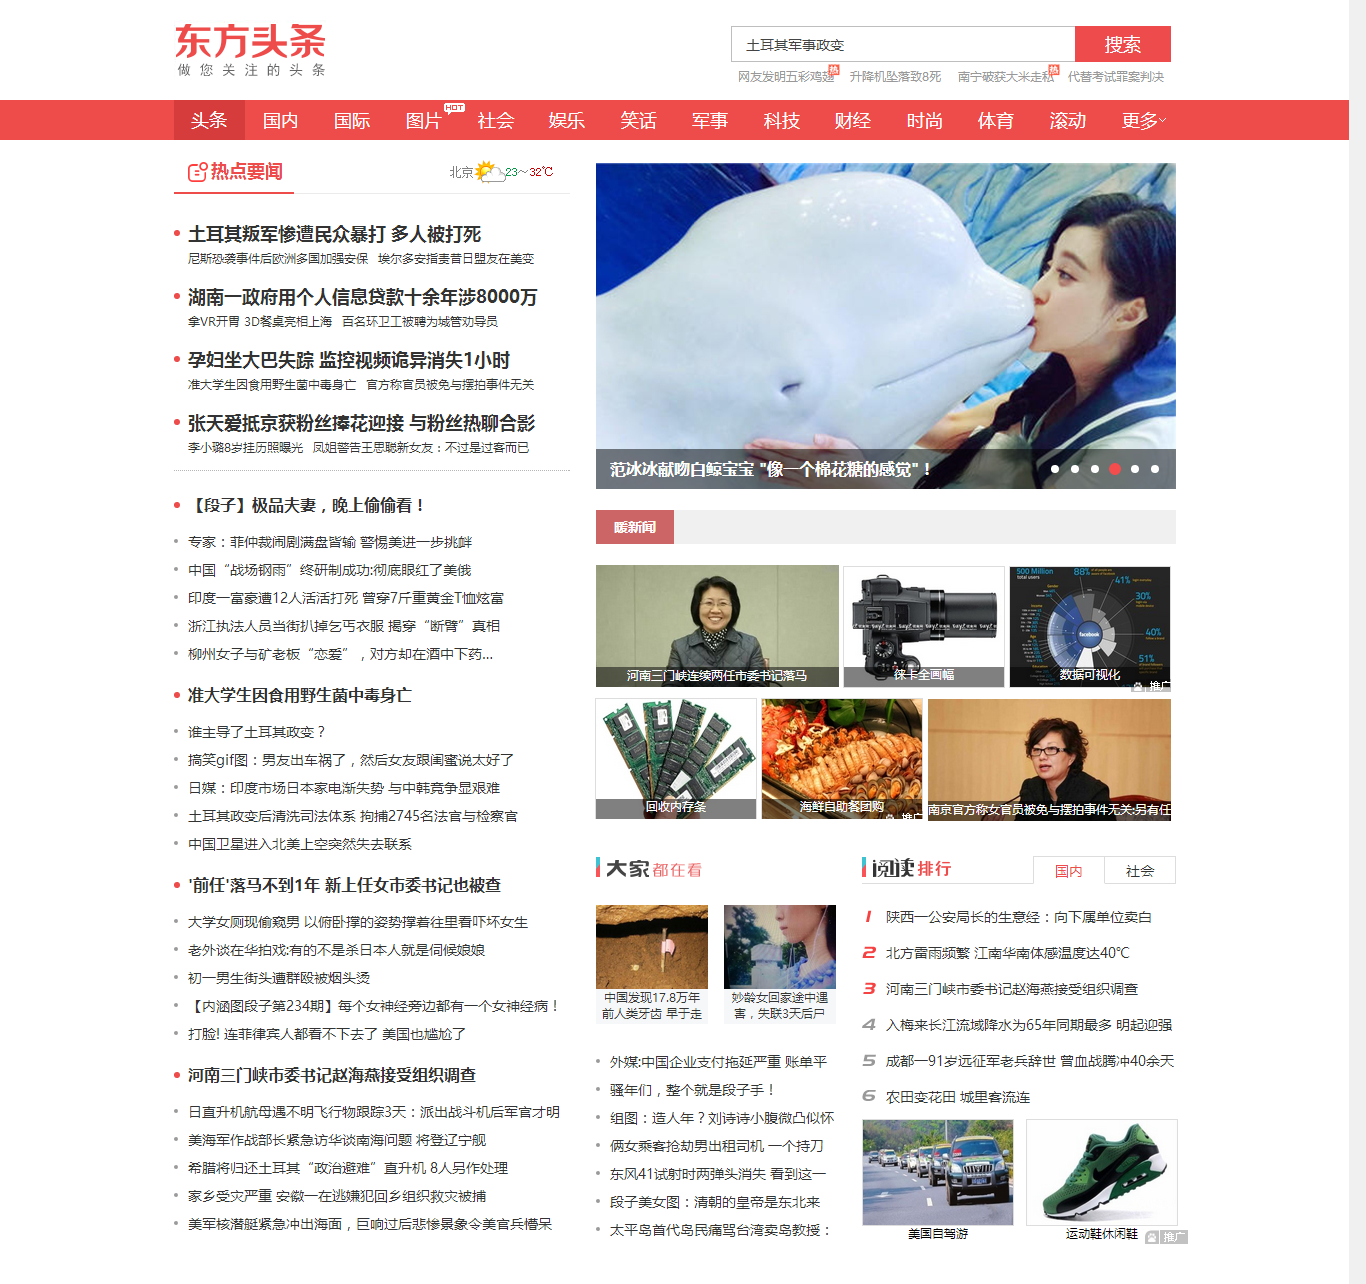 东方头条
做您关注的头条
土耳其军事政变
搜索
网友发明五彩鸡翅 热 升降机坠落致8死 南宁破获大米走私 热 代替考试罪案判决
头条 国内 国际 图片 HOT 社会 娱乐 笑话 军事 科技 财经 时尚 体育 滚动 更多
热点要闻
北京 23～32℃
土耳其叛军惨遭民众暴打 多人被打死
尼斯恐袭事件后欧洲多国加强安保 埃尔多安指责昔日盟友在美变
湖南一政府用个人信息贷款十余年涉8000万
拿VR开胃 3D餐桌亮相上海 百名环卫工被聘为城管劝导员
孕妇坐大巴失踪 监控视频诡异消失1小时
准大学生因食用野生菌中毒身亡 官方称官员被免与摆拍事件无关
张天爱抵京获粉丝捧花迎接 与粉丝热聊合影
李小璐8岁挂历照曝光 凤姐警告王思聪新女友：不过是过客而已
【段子】极品夫妻，晚上偷偷看！
专家：菲仲裁闹剧满盘皆输 警惕美进一步挑衅
中国“战场钢雨”终研制成功:彻底眼红了美俄
印度一富豪遭12人活活打死 曾穿7斤重黄金T恤炫富
浙江执法人员当街扒掉乞丐衣服 揭穿“断臂”真相
柳州女子与矿老板“恋爱”，对方却在酒中下药...
准大学生因食用野生菌中毒身亡
谁主导了土耳其政变？
搞笑gif图：男友出车祸了，然后女友跟闺蜜说太好了
日媒：印度市场日本家电渐失势 与中韩竞争显艰难
土耳其政变后清洗司法体系 拘捕2745名法官与检察官
中国卫星进入北美上空突然失去联系
'前任'落马不到1年 新上任女市委书记也被查
大学女厕现偷窥男 以俯卧撑的姿势撑着往里看吓坏女生
老外谈在华拍戏:有的不是杀日本人就是伺候娘娘
初一男生街头遭群殴被烟头烫
【内涵图段子第234期】每个女神经旁边都有一个女神经病！
打脸! 连菲律宾人都看不下去了 美国也尴尬了
河南三门峡市委书记赵海燕接受组织调查
日直升机航母遇不明飞行物跟踪3天：派出战斗机后军官才明
美海军作战部长紧急访华谈南海问题 将登辽宁舰
希腊将归还土耳其“政治避难”直升机 8人另作处理
家乡受灾严重 安徽一在逃嫌犯回乡组织救灾被捕
美军核潜艇紧急冲出海面，巨响过后悲惨景象令美官兵懵呆
范冰冰献吻白鲸宝宝 "像一个棉花糖的感觉"！
暖新闻
河南三门峡连续两任市委书记落马
徕卡全画幅
500 Million
total users
88%
41%
30%
40%
51%
facebook
数据可视化
推广
回收内存条
海鲜自助餐团购
推广
南京官方称女官员被免与摆拍事件无关:另有任
大家都在看
中国发现17.8万年
前人类牙齿 早于走
妙龄女回家途中遇
害，失联3天后尸
外媒:中国企业支付拖延严重 账单平
骚年们，整个就是段子手！
组图：造人年？刘诗诗小腹微凸似怀
俩女乘客抢劫男出租司机 一个持刀
东风41试射时两弹头消失 看到这一
段子美女图：清朝的皇帝是东北来
太平岛首代岛民痛骂台湾卖岛教授：
阅读排行
国内 社会
1 陕西一公安局长的生意经：向下属单位卖白
2 北方雷雨频繁 江南华南体感温度达40℃
3 河南三门峡市委书记赵海燕接受组织调查
4 入梅来长江流域降水为65年同期最多 明起迎强
5 成都一91岁远征军老兵辞世 曾血战腾冲40余天
6 农田变花田 城里客流连
美国自驾游
运动鞋休闲鞋
推广